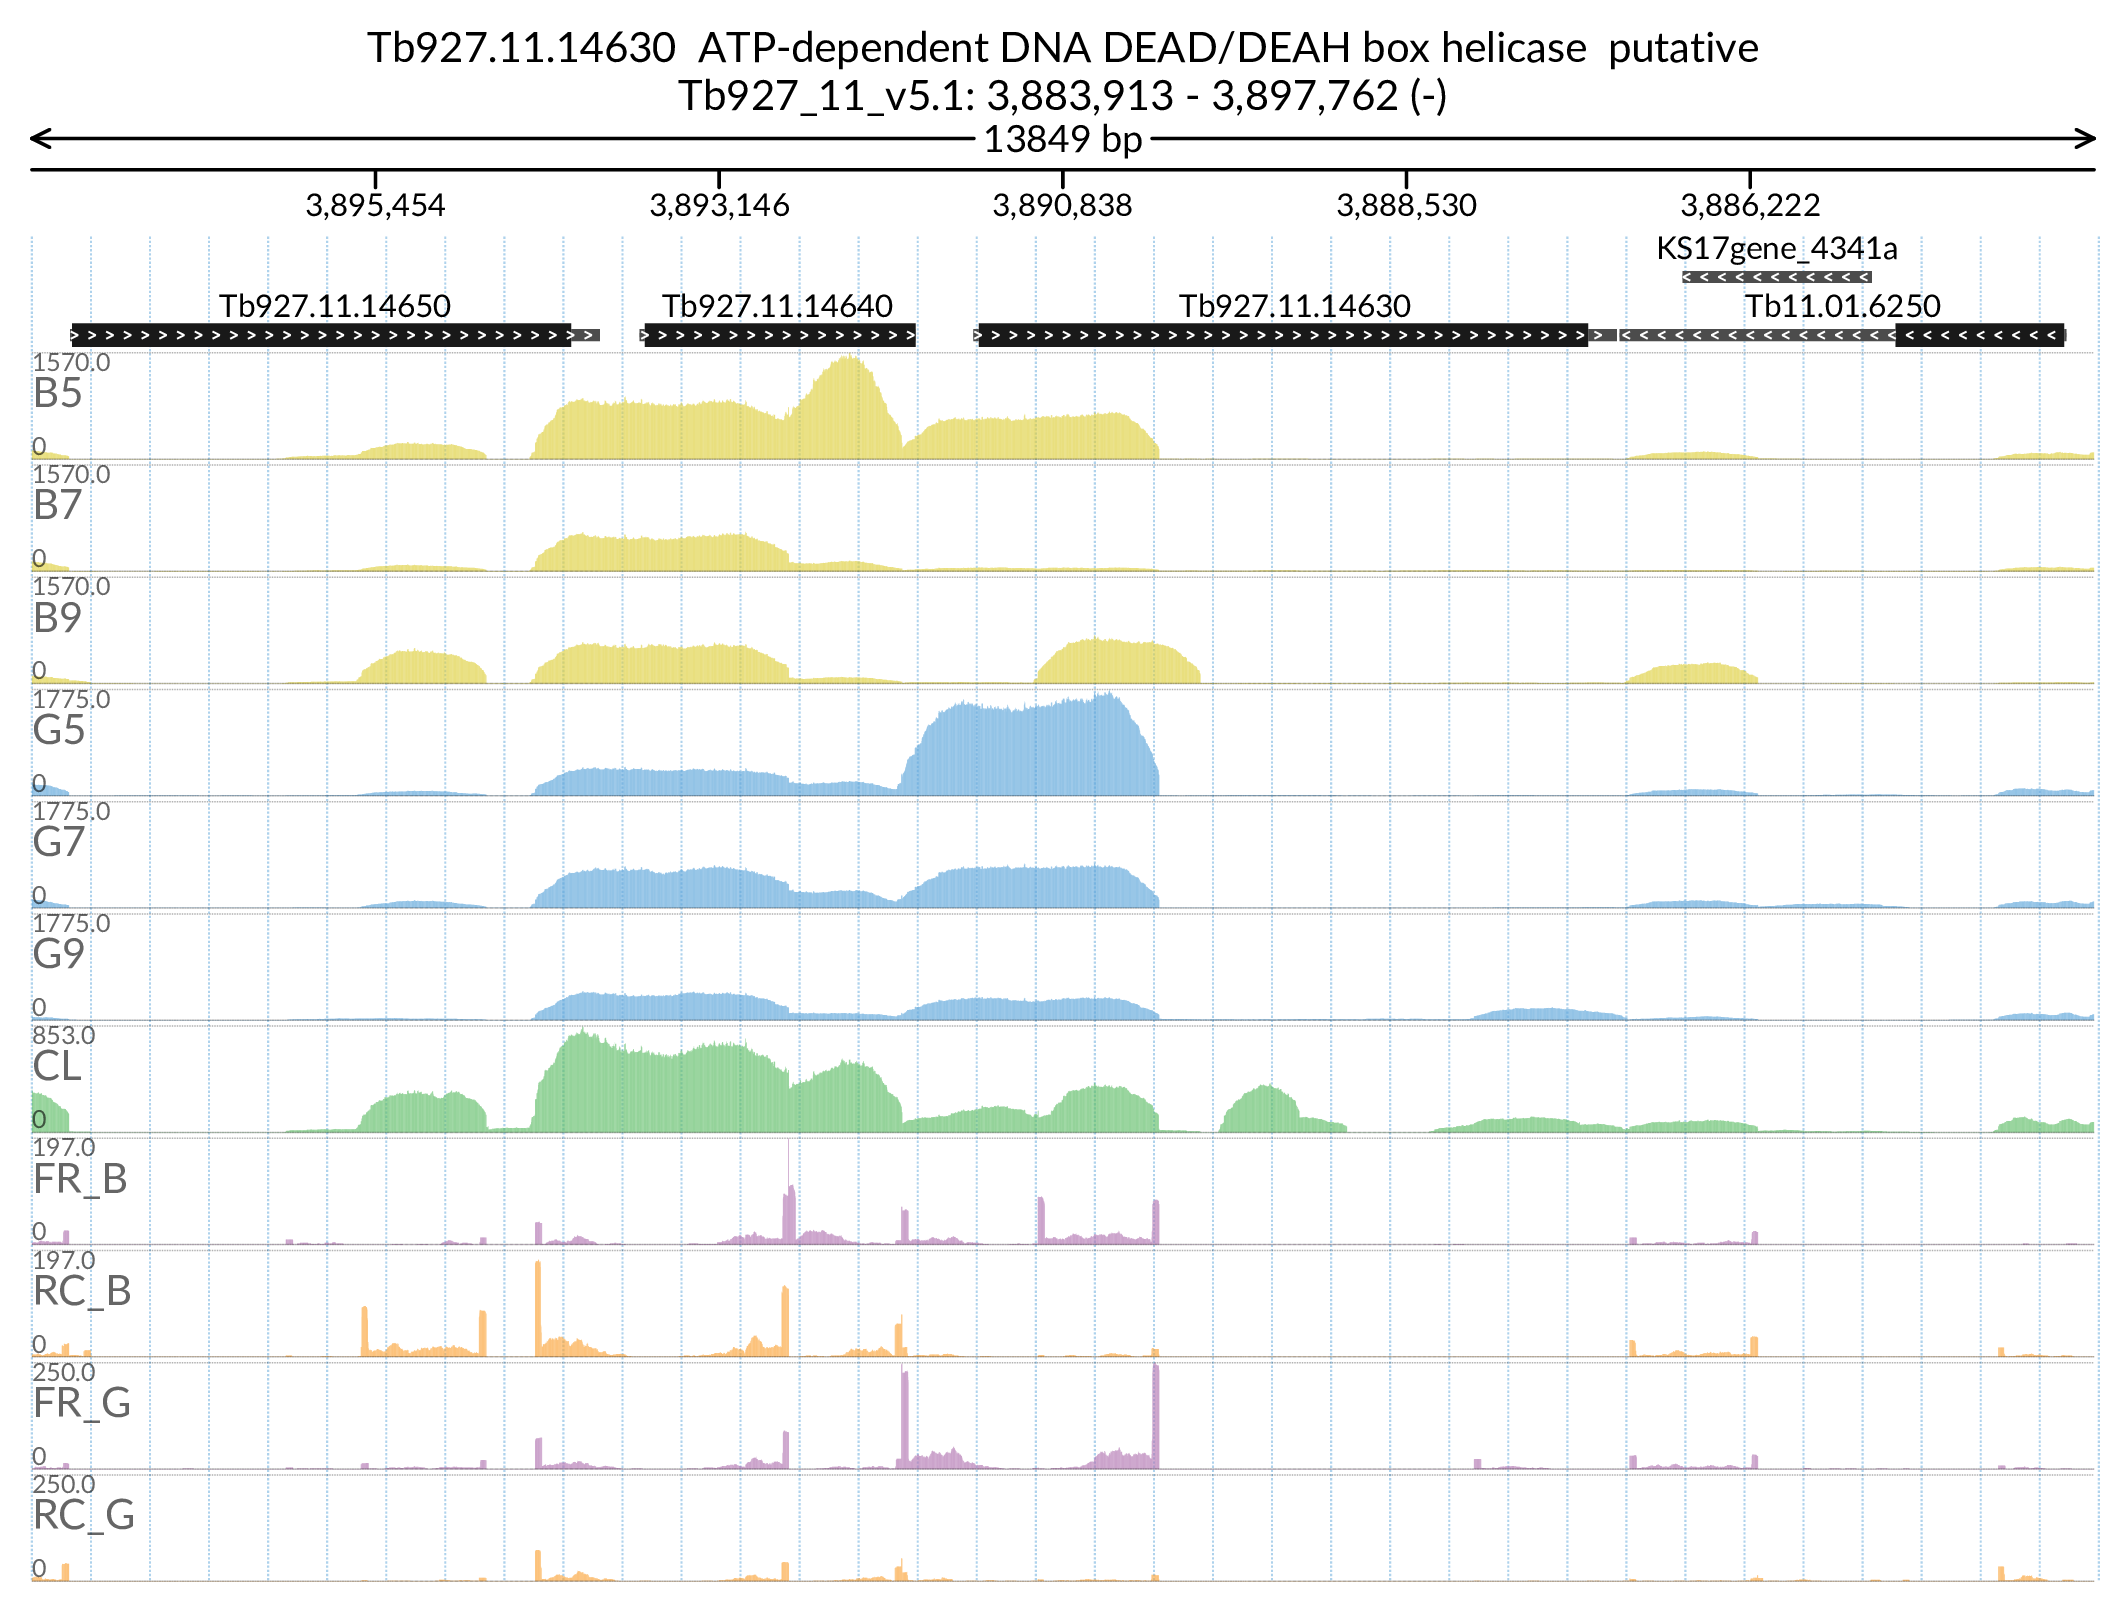 Tb927.11.14630 ATP-dependent DNA DEAD/DEAH box helicase putative
Tb927_11_v5.1: 3,883,913 - 3,897,762 (-)
13849 bp
3,895,454 3,893,146 3,890,838 3,888,530 3,886,222
KS17gene_4341a
Tb927.11.14650 Tb927.11.14640 Tb927.11.14630 Tb11.01.6250
1570.0
B5
0
1570.0
B7
0
1570.0
B9
0
1775.0
G5
0
1775.0
G7
0
1775.0
G9
0
853.0
CL
0
197.0
FR_B
0
197.0
RC_B
0
250.0
FR_G
0
250.0
RC_G
0